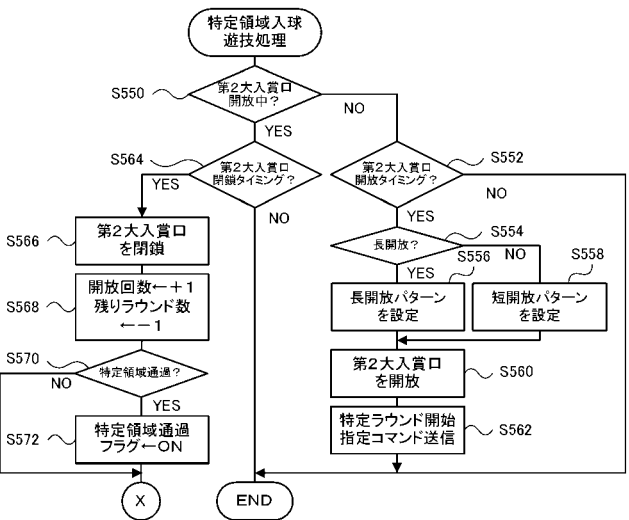 特定領域入球
遊技処理
S550
第2大入賞口
開放中?
NO
YES
S564
第2大入賞口
閉鎖タイミング?
YES
NO
S552
第2大入賞口
開放タイミング?
NO
YES
S566
第2大入賞口
を閉鎖
S554
長開放?
YES
NO
S556
長開放パターン
を設定
S558
短開放パターン
を設定
S568
開放回数←+1
残りラウンド数
←-1
S560
第2大入賞口
を開放
S570
特定領域通過?
NO
YES
S562
特定ラウンド開始
指定コマンド送信
S572
特定領域通過
フラグ←ON
X
END